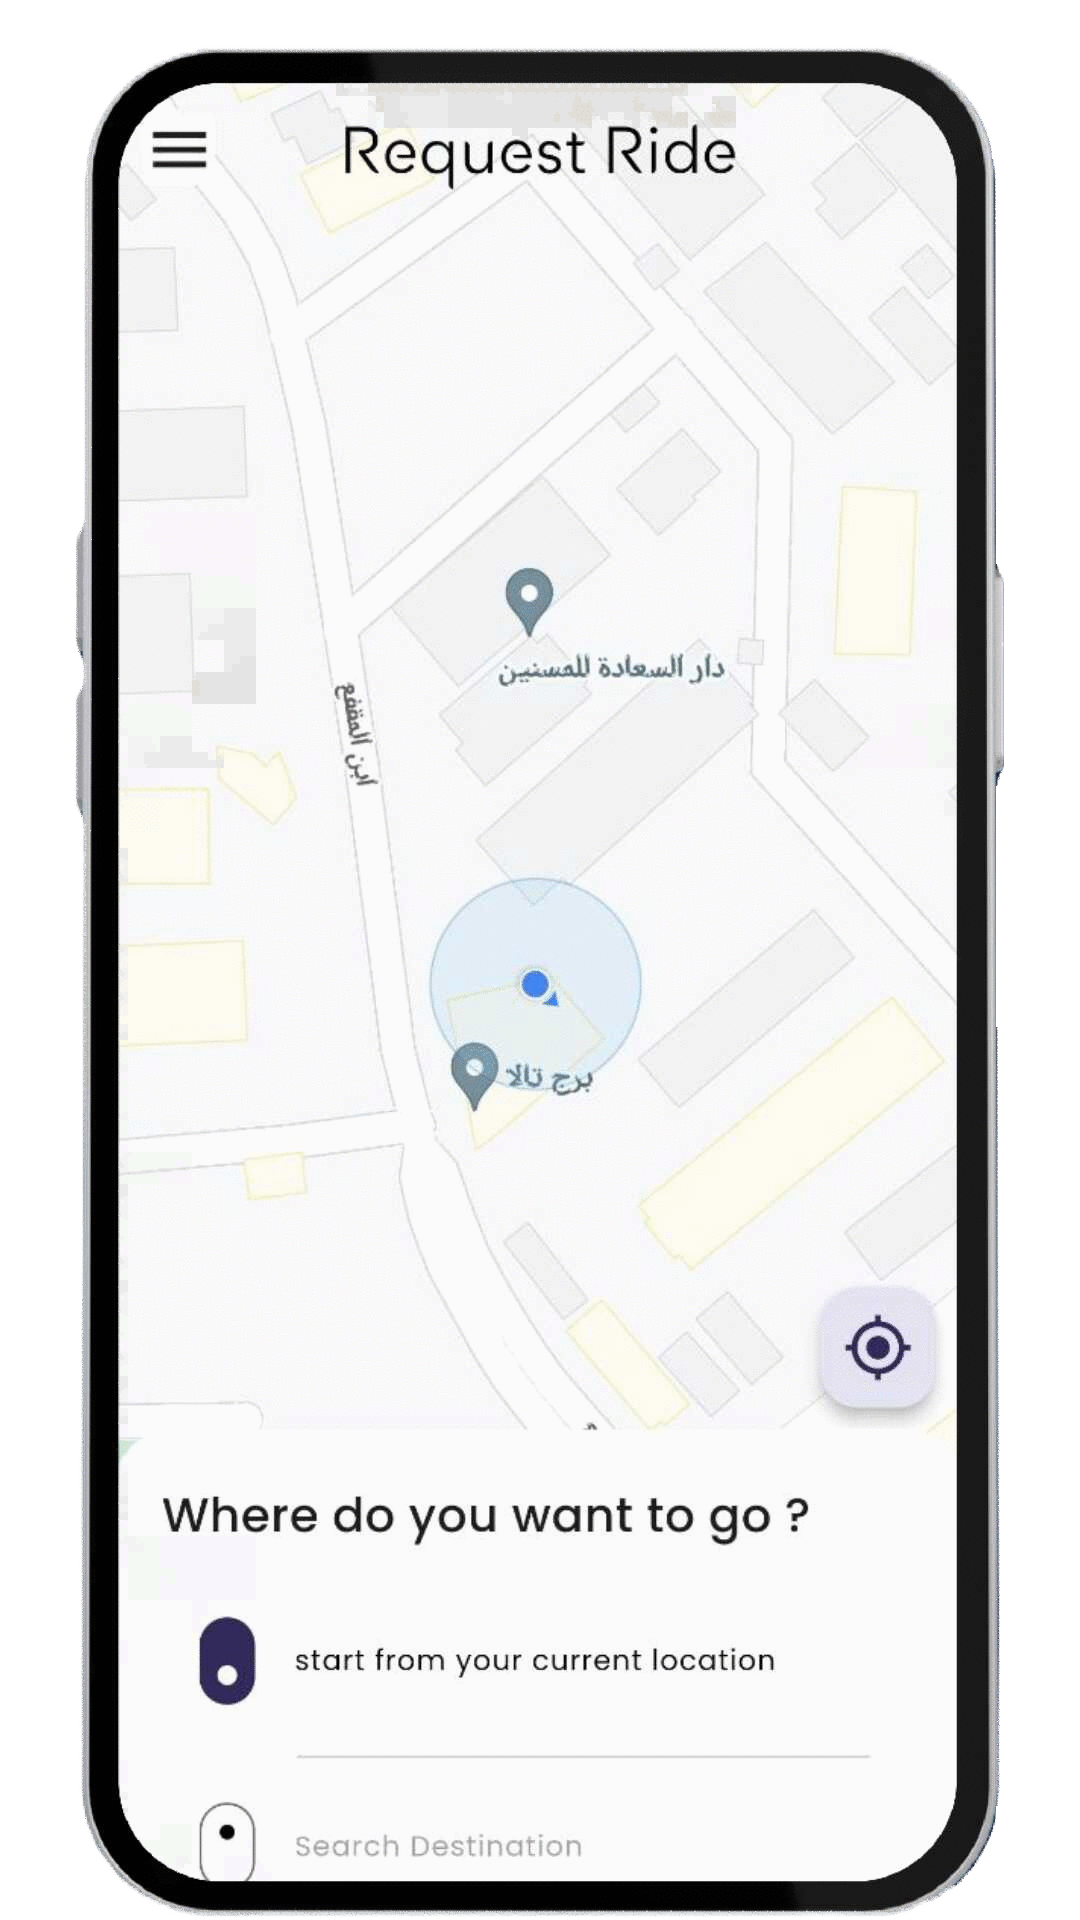 Request Ride
دار السعادة للمسنين
ابن المقفع
برج تالا
Where do you want to go ?
start from your current location
Search Destination